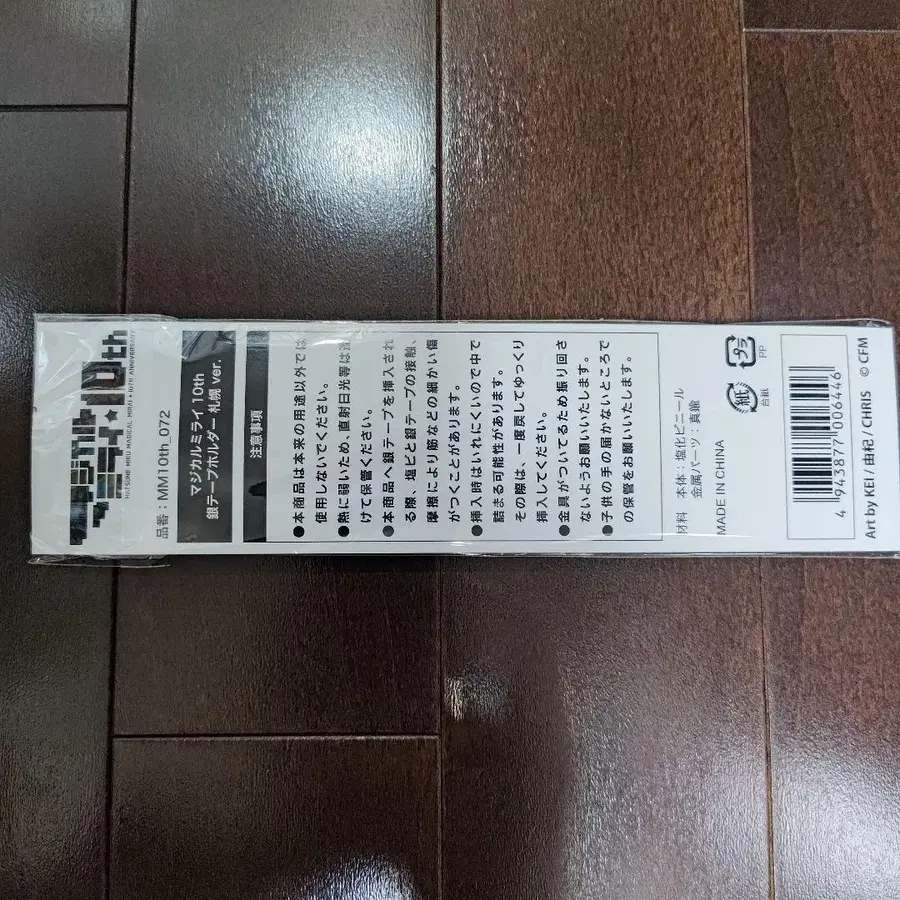 マジカル
ミライ★10th
HATSUNE MIKU MAGICAL MIRAI★10TH ANNIVERSARY
品番：MM10th_072
マジカルミライ 10th
銀テープホルダー 札幌 ver.
注意事項
●本商品は本来の用途以外では
使用しないでください。
●熱に弱いため、直射日光等は避
けて保管ください。
●本商品へ銀テープを挿入され
る際、塩ビと銀テープの接触、
摩擦により筋などの細かい傷
がつくことがあります。
●挿入時はいれにくいので中で
詰まる可能性があります。
その際は、一度戻してゆっくり
挿入してください。
●金具がついてるため振り回さ
ないようお願いいたします。
●子供の手の届かないところで
の保管をお願いいたします。
材料 本体：塩化ビニール
金属パーツ：真鍮
MADE IN CHINA
紙
台紙
プラ
PP
4 943877 006446
Art by KEI / 由杞 / CHRIS © CFM